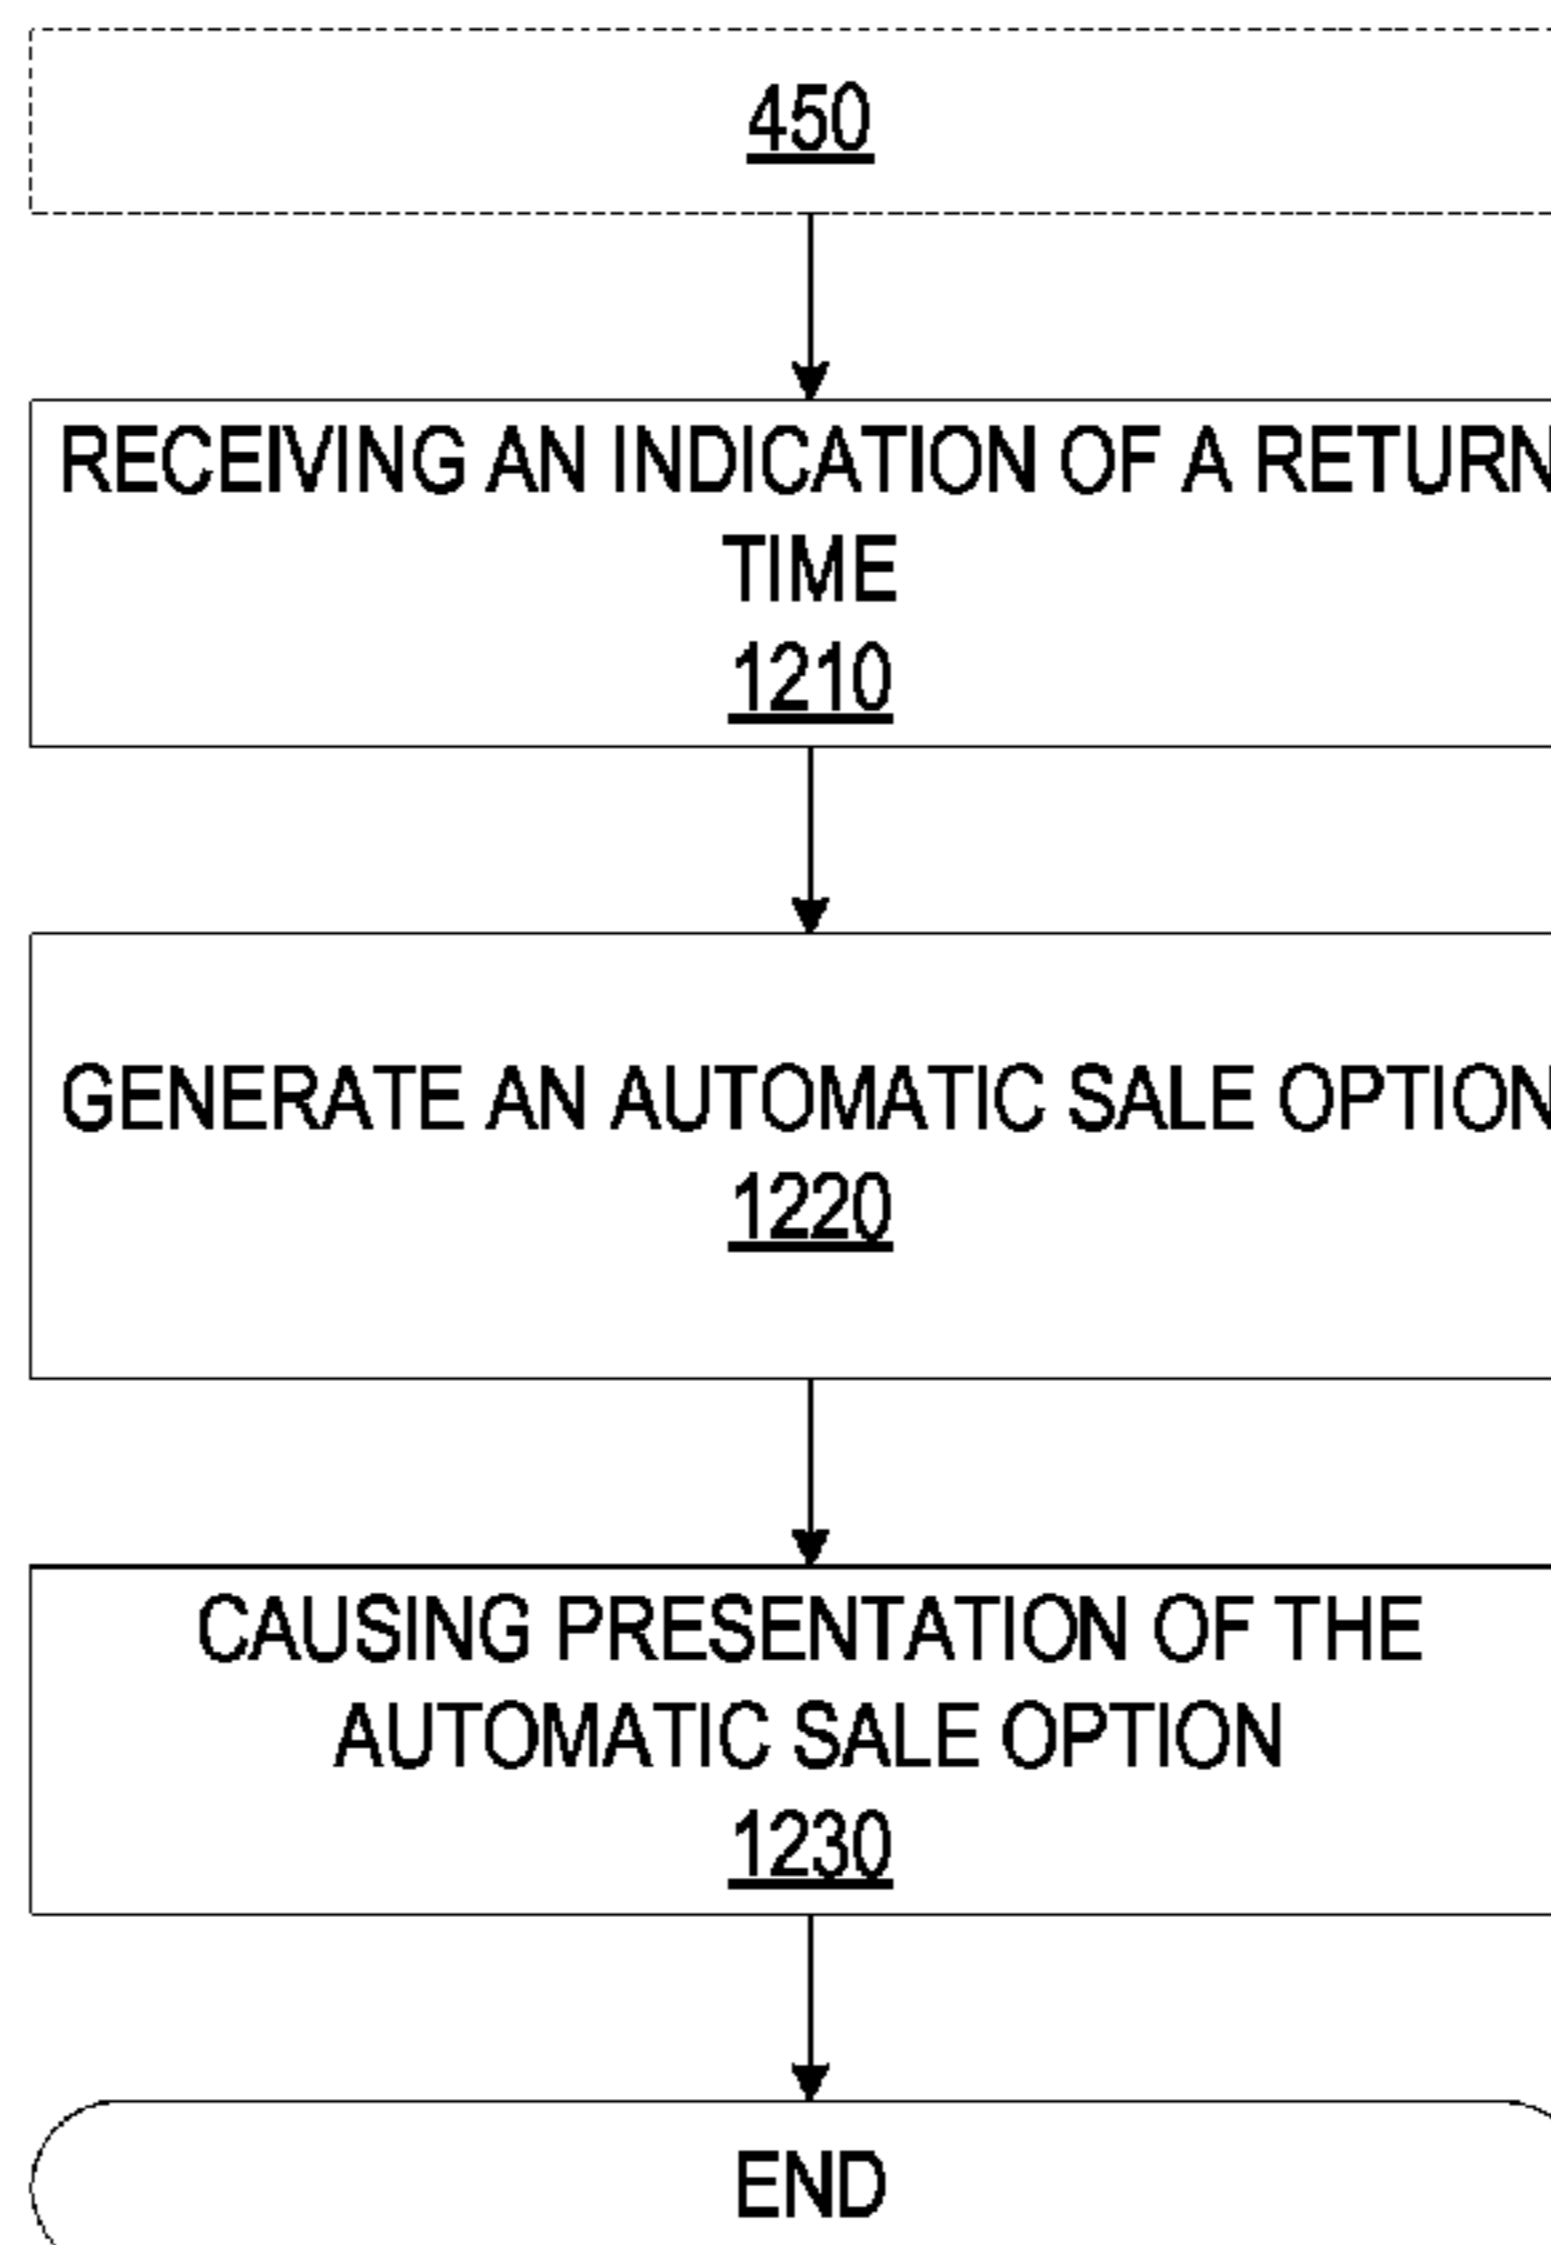 450
RECEIVING AN INDICATION OF A RETURN
TIME
1210
GENERATE AN AUTOMATIC SALE OPTION
1220
CAUSING PRESENTATION OF THE
AUTOMATIC SALE OPTION
1230
END